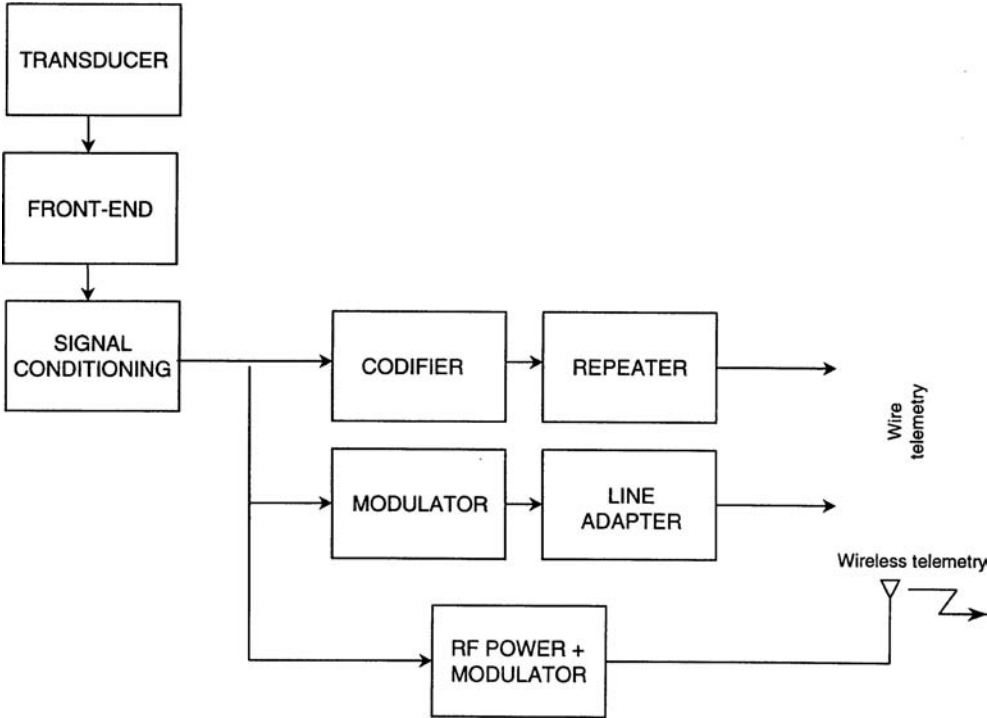 TRANSDUCER
FRONT-END
SIGNAL
CONDITIONING
CODIFIER
REPEATER
Wire
telemetry
MODULATOR
LINE
ADAPTER
Wireless telemetry
RF POWER +
MODULATOR